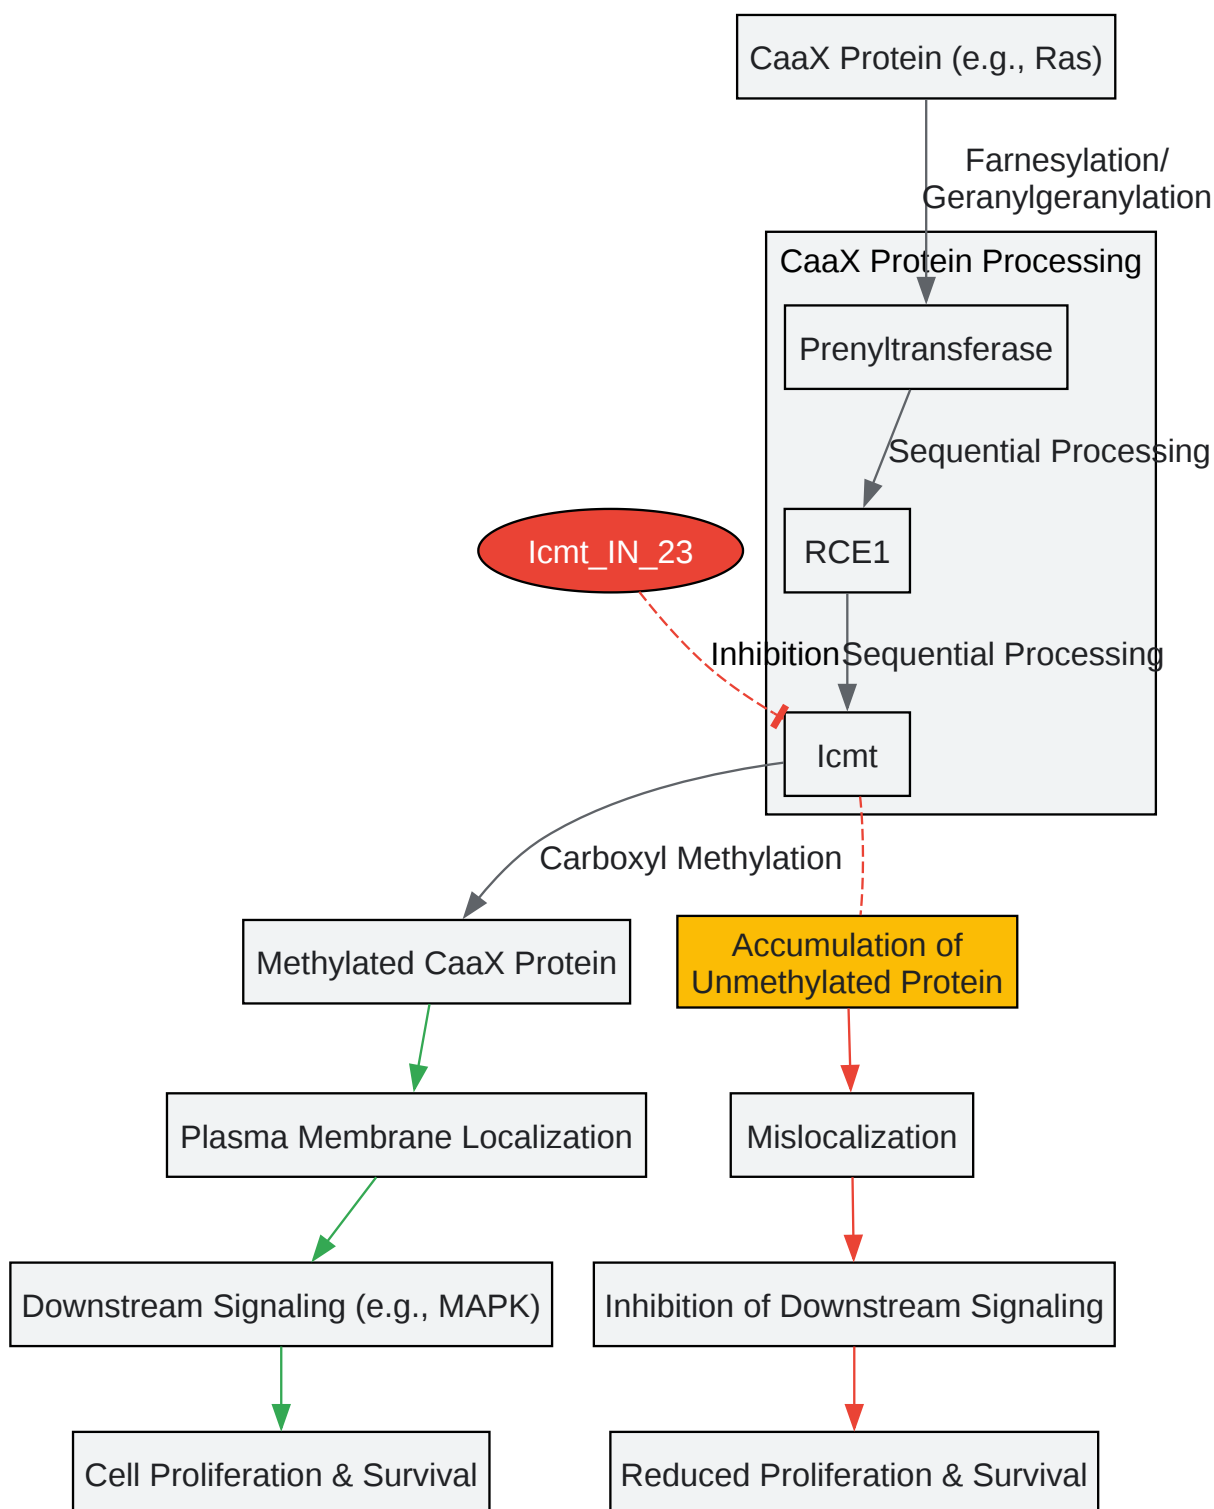 CaaX Protein (e.g., Ras)
Farnesylation/
Geranylgeranylation
CaaX Protein Processing
Prenyltransferase
Sequential Processing
Icmt_IN_23
RCE1
Inhibition
Sequential Processing
Icmt
Carboxyl Methylation
Methylated CaaX Protein
Accumulation of
Unmethylated Protein
Plasma Membrane Localization
Mislocalization
Downstream Signaling (e.g., MAPK)
Inhibition of Downstream Signaling
Cell Proliferation & Survival
Reduced Proliferation & Survival